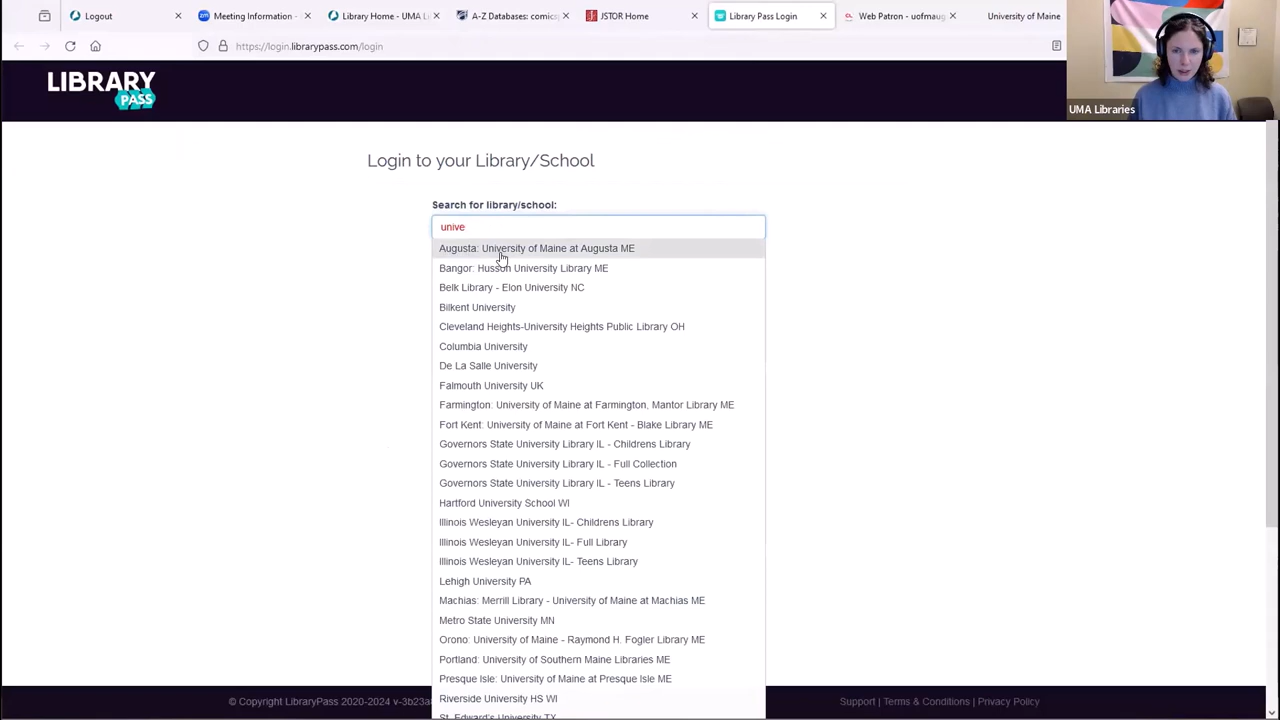 Logout
Meeting Information -
Library Home - UMA Li
A-Z Databases: comics
JSTOR Home
Library Pass Login
Web Patron - uofmaug
University of Maine
https://login.librarypass.com/login
UMA Libraries
LIBRARY
PASS
Login to your Library/School
Search for library/school:
unive
Augusta: University of Maine at Augusta ME
Bangor: Husson University Library ME
Belk Library - Elon University NC
Bilkent University
Cleveland Heights-University Heights Public Library OH
Columbia University
De La Salle University
Falmouth University UK
Farmington: University of Maine at Farmington, Mantor Library ME
Fort Kent: University of Maine at Fort Kent - Blake Library ME
Governors State University Library IL - Childrens Library
Governors State University Library IL - Full Collection
Governors State University Library IL - Teens Library
Hartford University School WI
Illinois Wesleyan University IL- Childrens Library
Illinois Wesleyan University IL- Full Library
Illinois Wesleyan University IL- Teens Library
Lehigh University PA
Machias: Merrill Library - University of Maine at Machias ME
Metro State University MN
Orono: University of Maine - Raymond H. Fogler Library ME
Portland: University of Southern Maine Libraries ME
Presque Isle: University of Maine at Presque Isle ME
Riverside University HS WI
St. Edward's University TX
© Copyright LibraryPass 2020-2024 v-3b23a
Support | Terms & Conditions | Privacy Policy